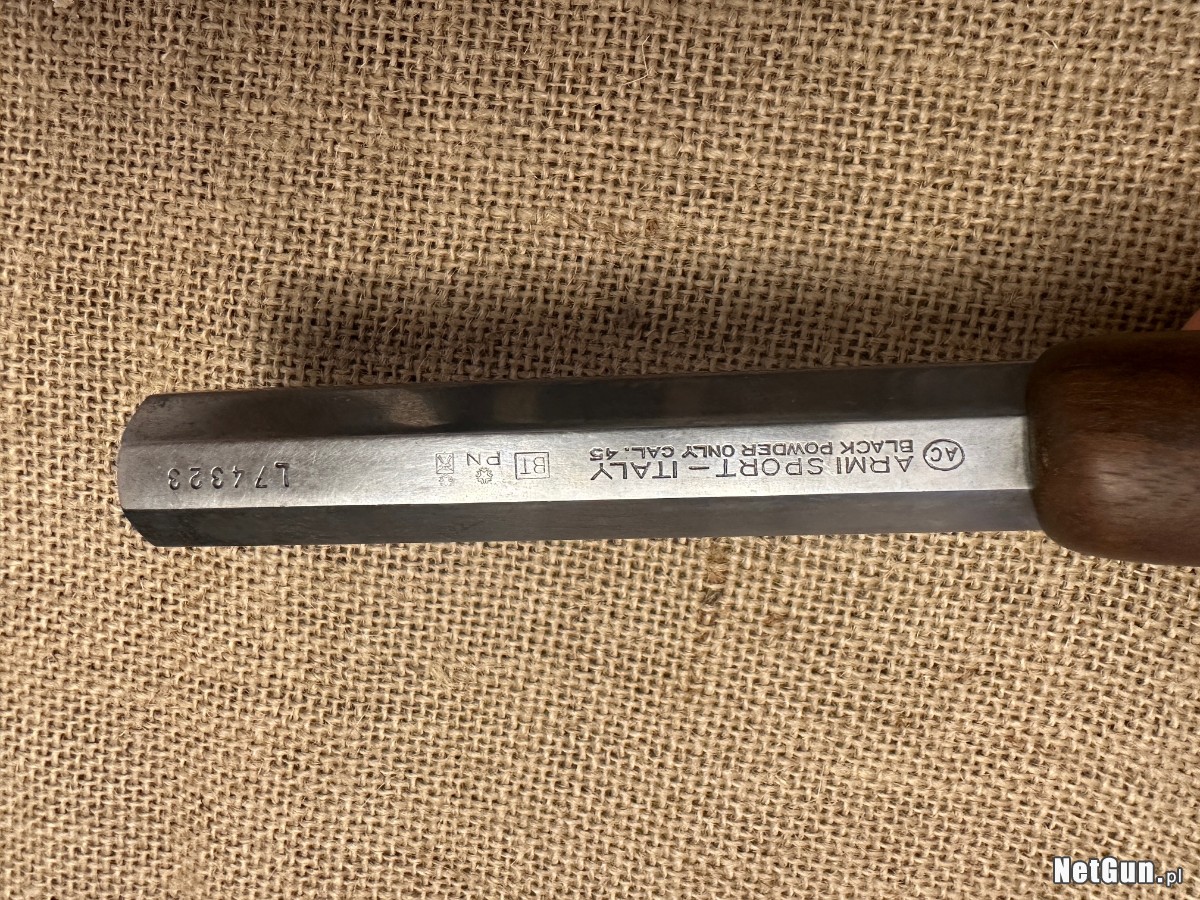 AC
ARMI SPORT – ITALY
BLACK POWDER ONLY CAL. 45
BT
PN
L74323
NetGun.pl